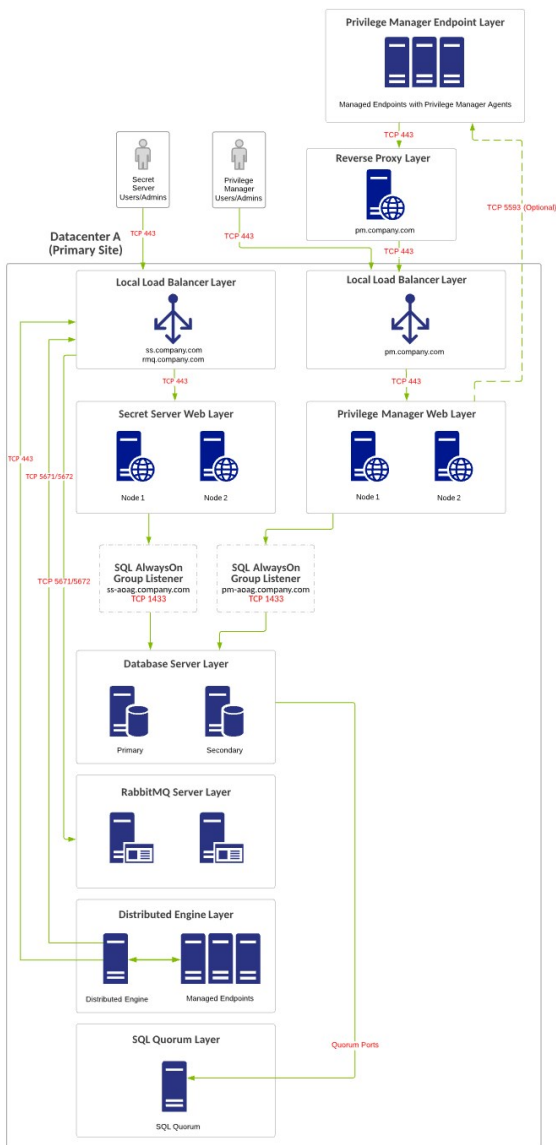 Privilege Manager Endpoint Layer
Managed Endpoints with Privilege Manager Agents
TCP 443
Secret
Server
Users/Admins
Privilege
Manager
Users/Admins
Reverse Proxy Layer
pm.company.com
TCP 5593 (Optional)
TCP 443
TCP 443
TCP 443
Datacenter A
(Primary Site)
Local Load Balancer Layer
ss.company.com
rmq.company.com
Local Load Balancer Layer
pm.company.com
TCP 443
TCP 443
Secret Server Web Layer
Node 1
Node 2
Privilege Manager Web Layer
Node 1
Node 2
TCP 443
TCP 5671/5672
TCP 5671/5672
SQL AlwaysOn
Group Listener
ss-aoag.company.com
TCP 1433
SQL AlwaysOn
Group Listener
pm-aoag.company.com
TCP 1433
Database Server Layer
Primary
Secondary
RabbitMQ Server Layer
Distributed Engine Layer
Distributed Engine
Managed Endpoints
SQL Quorum Layer
Quorum Ports
SQL Quorum